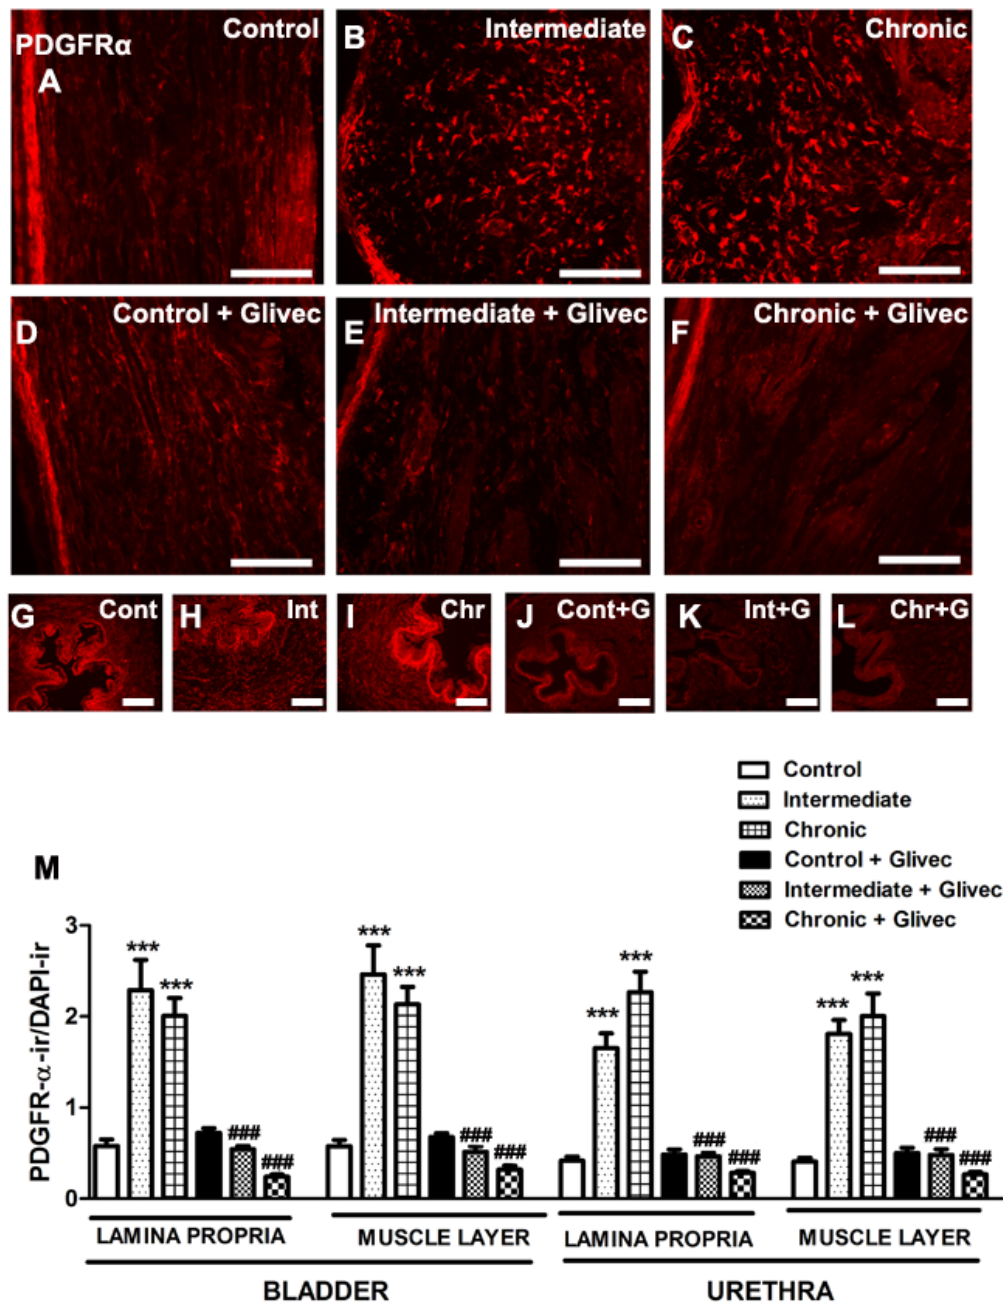 PDGFRα
A
Control
B
Intermediate
C
Chronic
D
Control + Glivec
E
Intermediate + Glivec
F
Chronic + Glivec
G
Cont
H
Int
I
Chr
J
Cont+G
K
Int+G
L
Chr+G
Control
Intermediate
Chronic
Control + Glivec
Intermediate + Glivec
Chronic + Glivec
M
PDGFR-α-ir/DAPI-ir
3
2
1
0
***
***
###
###
***
***
###
###
***
***
###
###
***
***
###
###
LAMINA PROPRIA
MUSCLE LAYER
LAMINA PROPRIA
MUSCLE LAYER
BLADDER
URETHRA